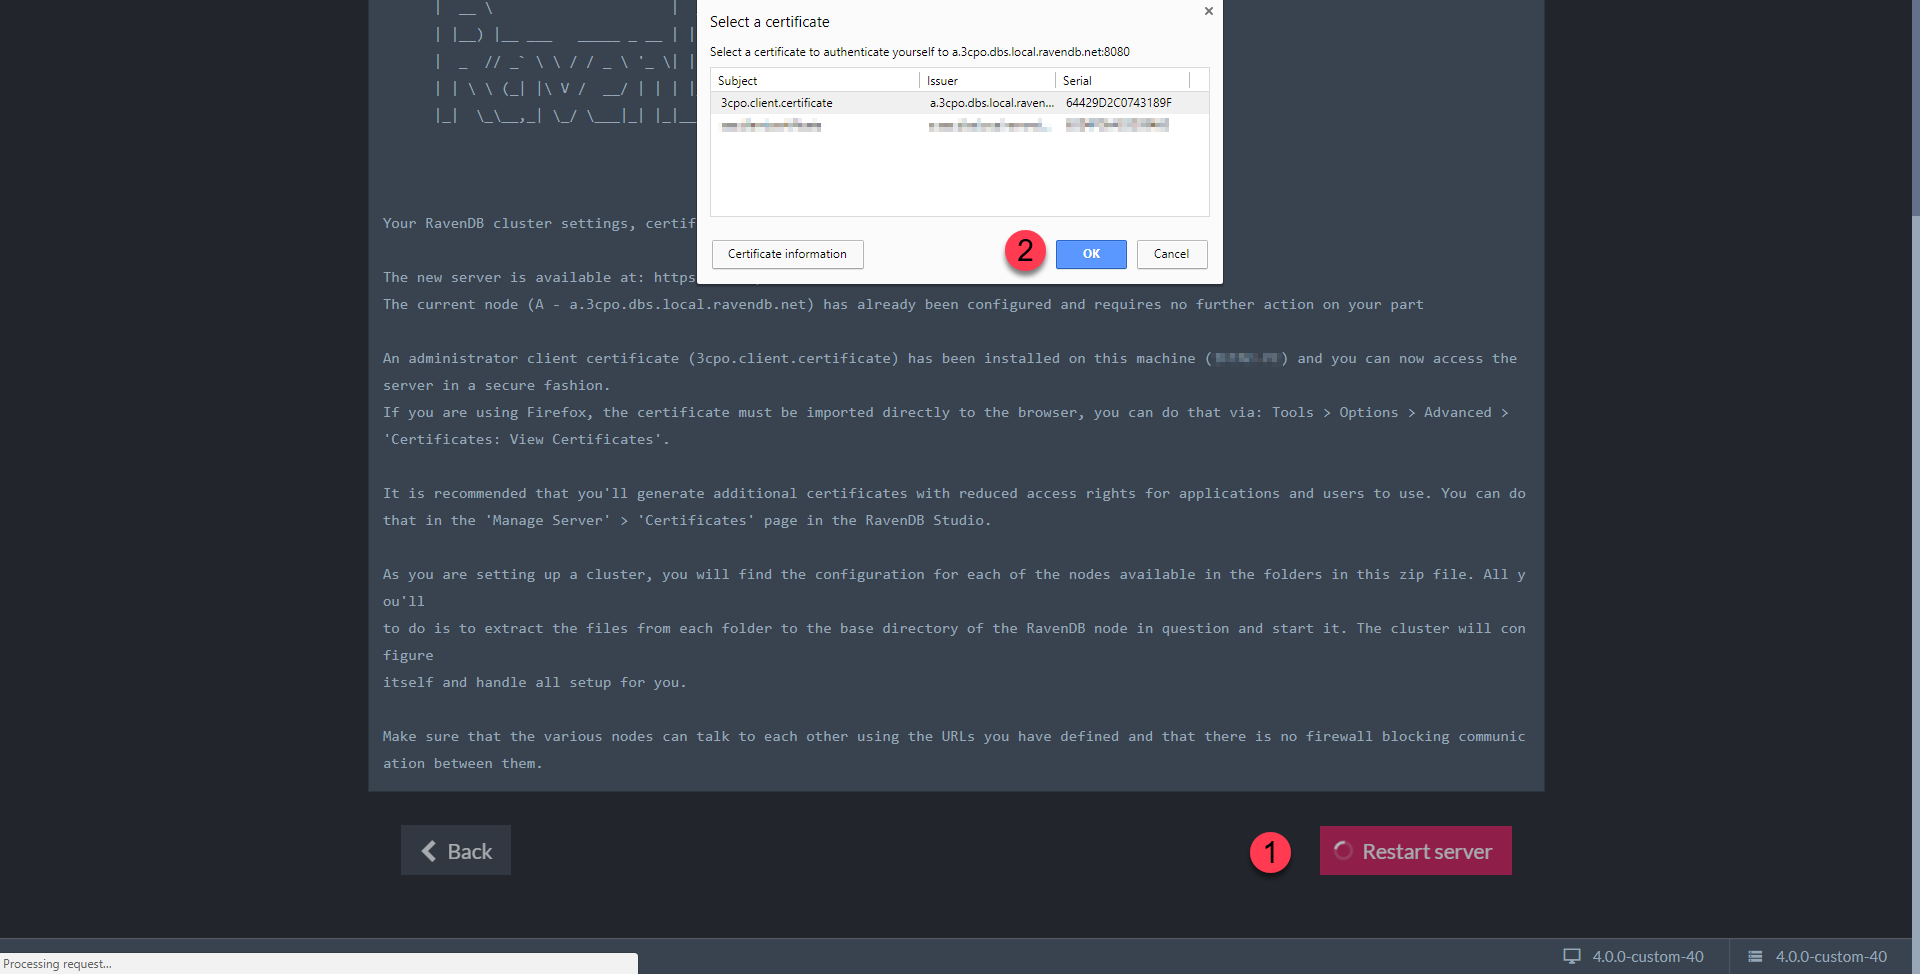 Select a certificate
Select a certificate to authenticate yourself to a.3cpo.dbs.local.ravendb.net:8080
Subject Issuer Serial
3cpo.client.certificate a.3cpo.dbs.local.raven... 64429D2C0743189F
Certificate information
2
OK
Cancel
Your RavenDB cluster settings, certif
The new server is available at: https
The current node (A - a.3cpo.dbs.local.ravendb.net) has already been configured and requires no further action on your part
An administrator client certificate (3cpo.client.certificate) has been installed on this machine ( ) and you can now access the
server in a secure fashion.
If you are using Firefox, the certificate must be imported directly to the browser, you can do that via: Tools > Options > Advanced >
'Certificates: View Certificates'.
It is recommended that you'll generate additional certificates with reduced access rights for applications and users to use. You can do
that in the 'Manage Server' > 'Certificates' page in the RavenDB Studio.
As you are setting up a cluster, you will find the configuration for each of the nodes available in the folders in this zip file. All y
ou'll
to do is to extract the files from each folder to the base directory of the RavenDB node in question and start it. The cluster will con
figure
itself and handle all setup for you.
Make sure that the various nodes can talk to each other using the URLs you have defined and that there is no firewall blocking communic
ation between them.
Back
1
Restart server
4.0.0-custom-40
4.0.0-custom-40
Processing request...